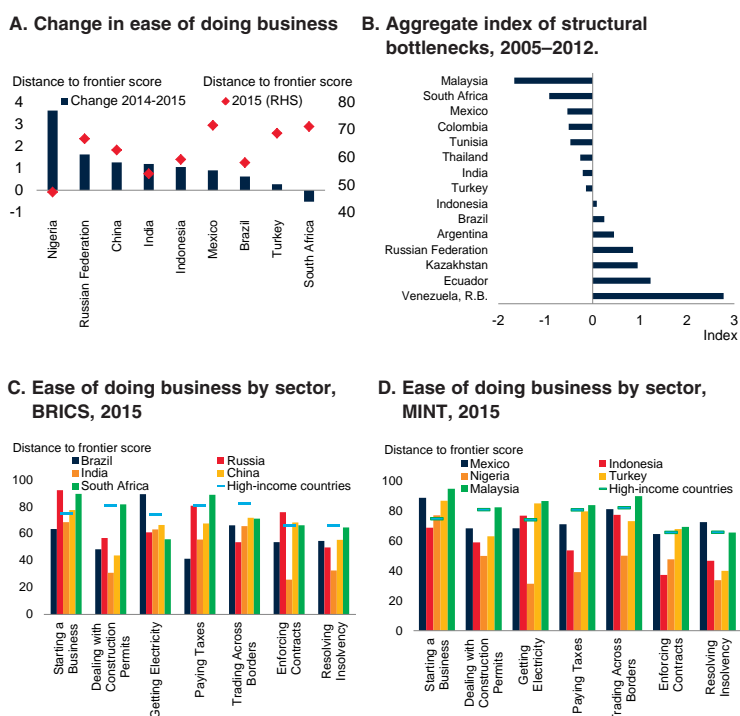 A. Change in ease of doing business
Distance to frontier score
Distance to frontier score
Change 2014-2015
2015 (RHS)
4
3
2
1
0
-1
80
70
60
50
40
Nigeria
Russian Federation
China
India
Indonesia
Mexico
Brazil
Turkey
South Africa
B. Aggregate index of structural
bottlenecks, 2005–2012.
Malaysia
South Africa
Mexico
Colombia
Tunisia
Thailand
India
Turkey
Indonesia
Brazil
Argentina
Russian Federation
Kazakhstan
Ecuador
Venezuela, R.B.
-2 -1 0 1 2 3
Index
C. Ease of doing business by sector,
BRICS, 2015
Distance to frontier score
Brazil
Russia
India
China
South Africa
High-income countries
100
80
60
40
20
0
Starting a
Business
Dealing with
Construction
Permits
Getting Electricity
Paying Taxes
Trading Across
Borders
Enforcing
Contracts
Resolving
Insolvency
D. Ease of doing business by sector,
MINT, 2015
Distance to frontier score
Mexico
Indonesia
Nigeria
Turkey
Malaysia
High-income countries
100
80
60
40
20
0
Starting a
Business
Dealing with
Construction
Permits
Getting
Electricity
Paying Taxes
Trading Across
Borders
Enforcing
Contracts
Resolving
Insolvency